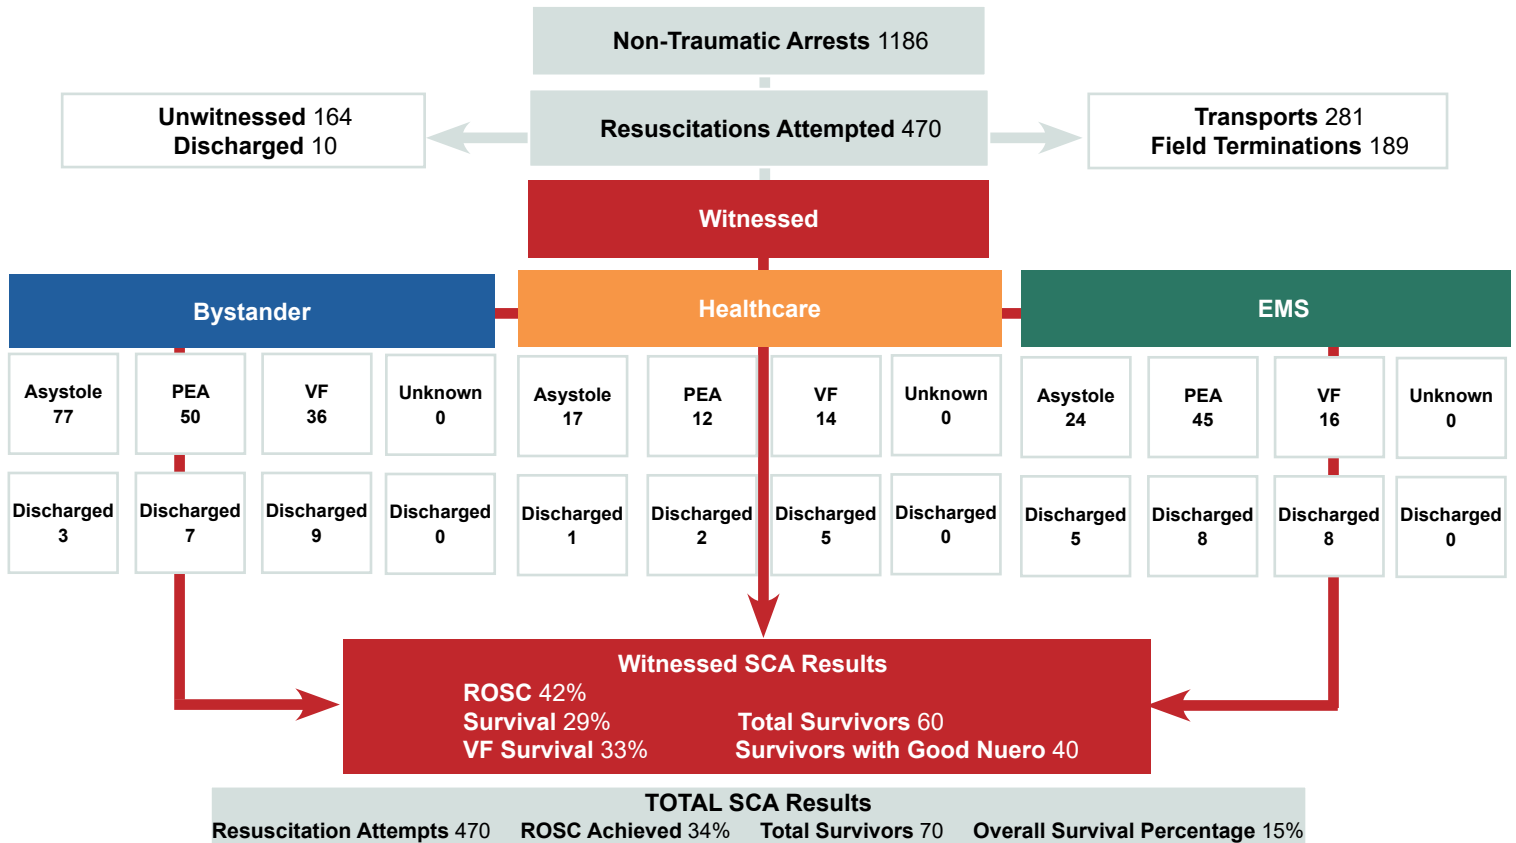 Non-Traumatic Arrests 1186
Unwitnessed 164
Discharged 10
Resuscitations Attempted 470
Transports 281
Field Terminations 189
Witnessed
Bystander
Healthcare
EMS
Asystole
77
PEA
50
VF
36
Unknown
0
Asystole
17
PEA
12
VF
14
Unknown
0
Asystole
24
PEA
45
VF
16
Unknown
0
Discharged
3
Discharged
7
Discharged
9
Discharged
0
Discharged
1
Discharged
2
Discharged
5
Discharged
0
Discharged
5
Discharged
8
Discharged
8
Discharged
0
Witnessed SCA Results
ROSC 42%
Survival 29% Total Survivors 60
VF Survival 33% Survivors with Good Nuero 40
TOTAL SCA Results
Resuscitation Attempts 470 ROSC Achieved 34% Total Survivors 70 Overall Survival Percentage 15%